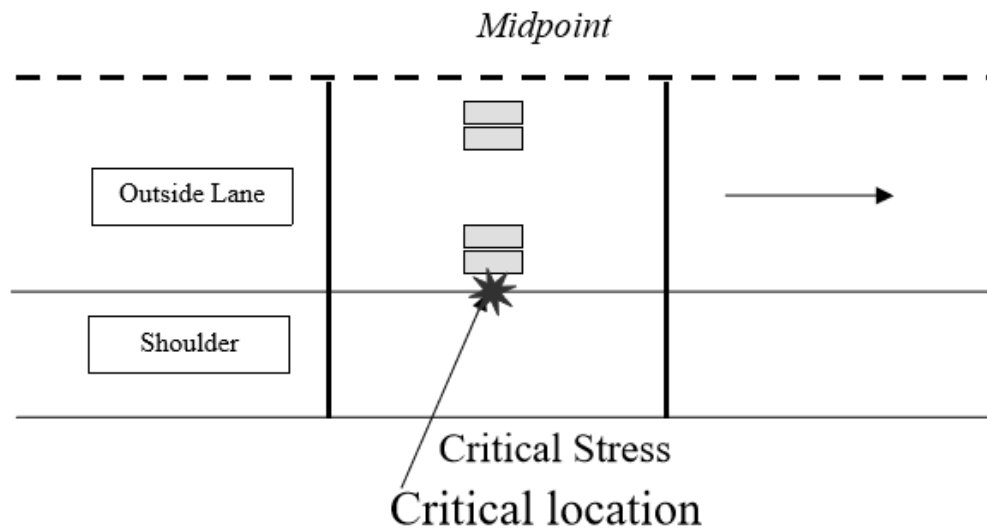 Midpoint
Outside Lane
Shoulder
Critical Stress
Critical location